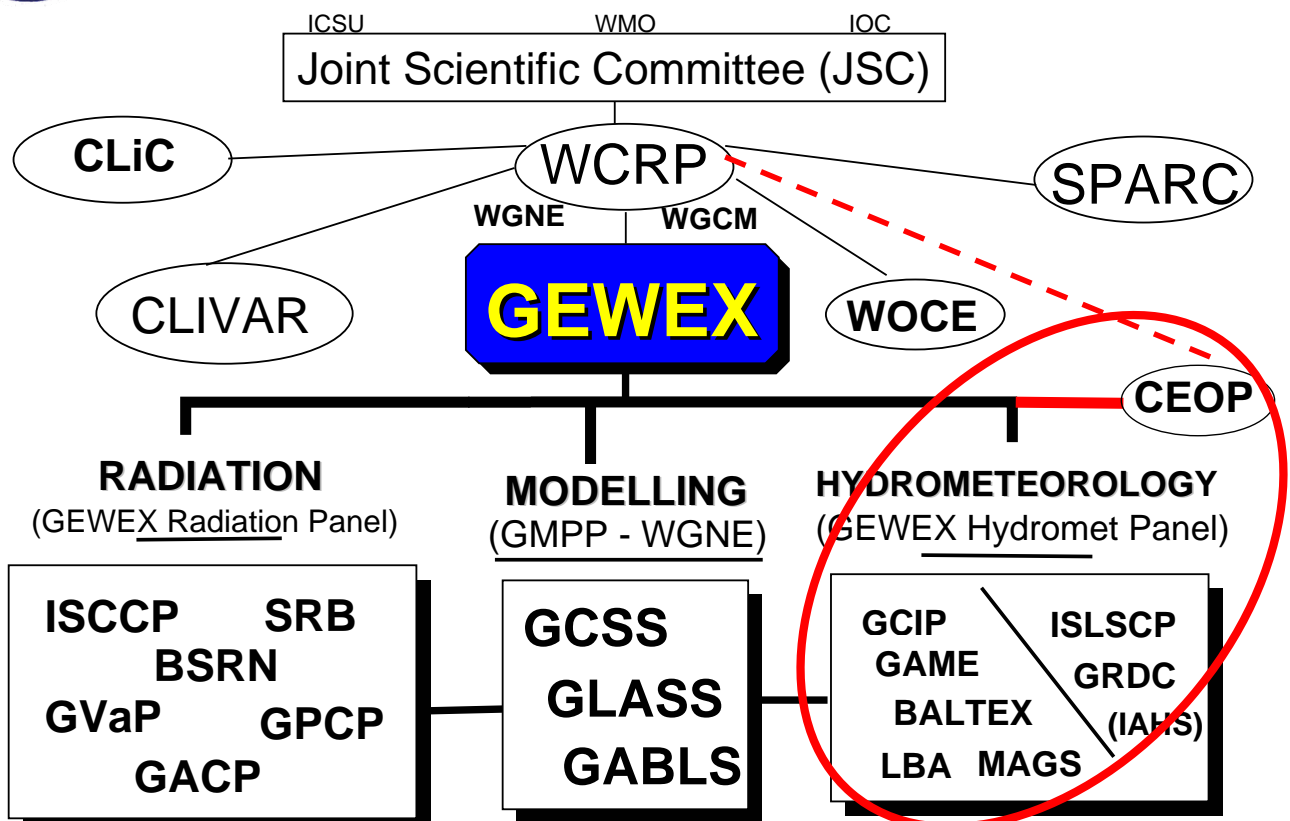 ICSU WMO IOC
Joint Scientific Committee (JSC)
CLiC
WCRP
SPARC
WGNE WGCM
CLIVAR
GEWEX
WOCE
CEOP
RADIATION
(GEWEX Radiation Panel)
MODELLING
(GMPP - WGNE)
HYDROMETEOROLOGY
(GEWEX Hydromet Panel)
ISCCP SRB
BSRN
GVaP GPCP
GACP
GCSS
GLASS
GABLS
GCIP
GAME
BALTEX
LBA MAGS
ISLSCP
GRDC
(IAHS)